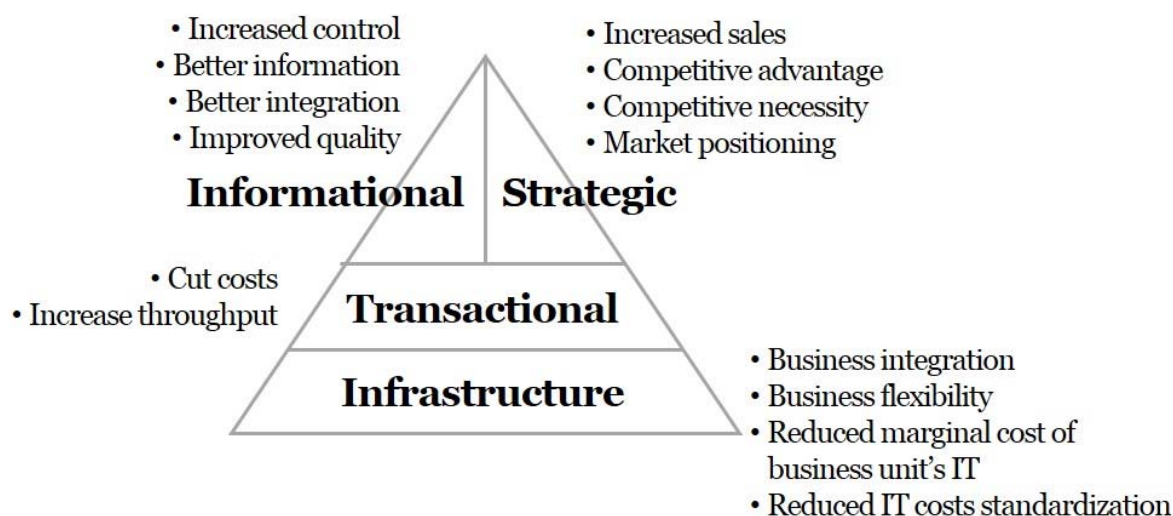 • Increased control
• Better information
• Better integration
• Improved quality
• Increased sales
• Competitive advantage
• Competitive necessity
• Market positioning
Informational
Strategic
• Cut costs
• Increase throughput
Transactional
Infrastructure
• Business integration
• Business flexibility
• Reduced marginal cost of
business unit’s IT
• Reduced IT costs standardization